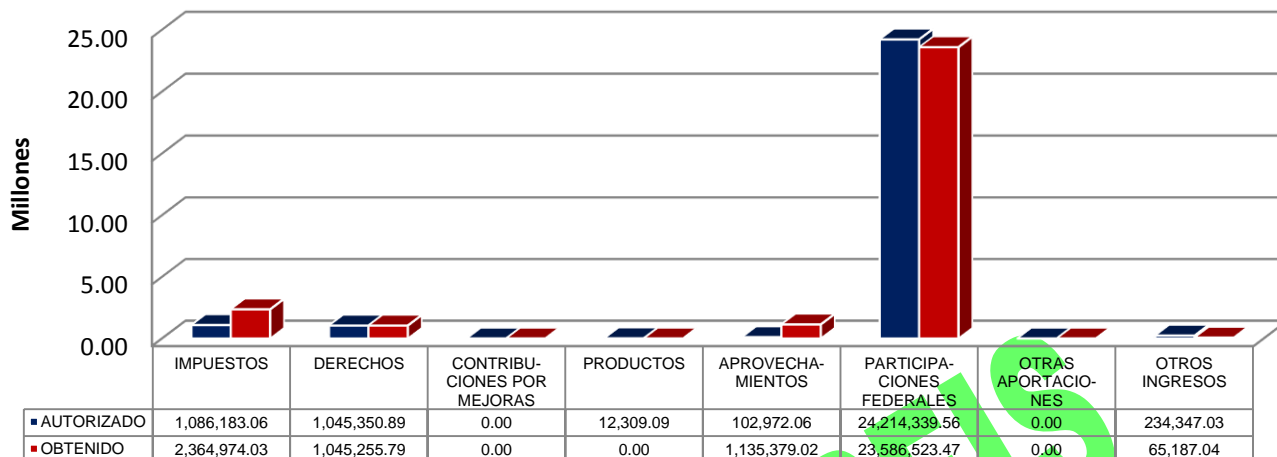 25.00
20.00
15.00
10.00
5.00
0.00
Millones
IMPUESTOS DERECHOS CONTRIBU-CIONES POR MEJORAS PRODUCTOS APROVECHA-MIENTOS PARTICIPA-CIONES FEDERALES OTRAS APORTACIO-NES OTROS INGRESOS
AUTORIZADO 1,086,183.06 1,045,350.89 0.00 12,309.09 102,972.06 24,214,339.56 0.00 234,347.03
OBTENIDO 2,364,974.03 1,045,255.79 0.00 0.00 1,135,379.02 23,586,523.47 0.00 65,187.04